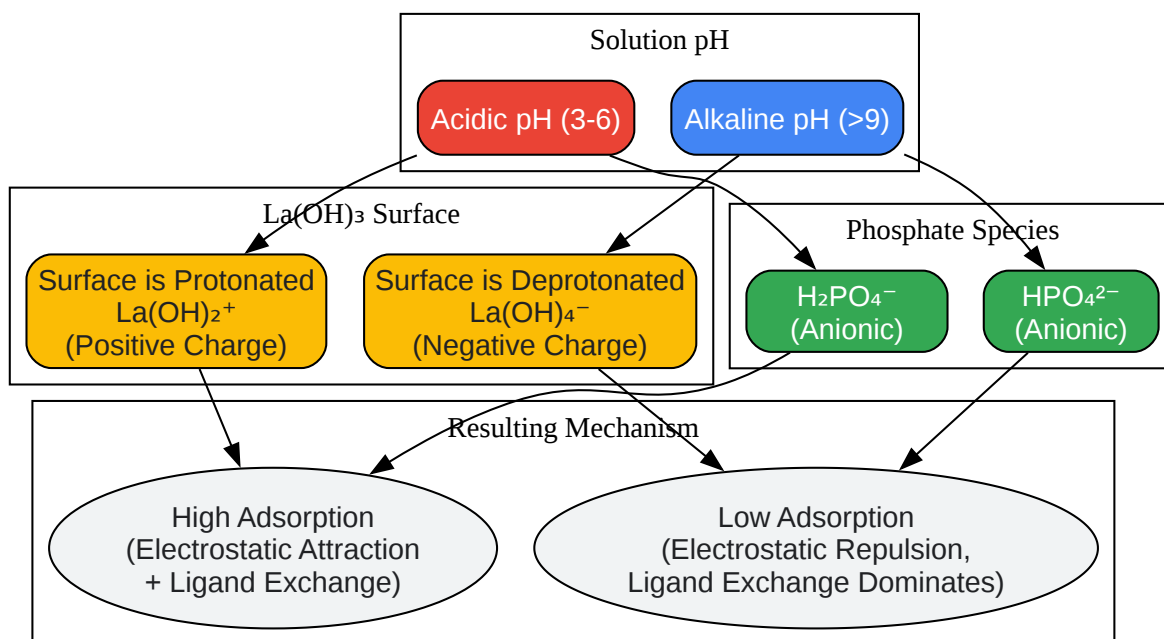 Solution pH
Acidic pH (3-6)
Alkaline pH (>9)
La(OH)₃ Surface
Surface is Protonated
La(OH)₂⁺
(Positive Charge)
Surface is Deprotonated
La(OH)₄⁻
(Negative Charge)
Phosphate Species
H₂PO₄⁻
(Anionic)
HPO₄²⁻
(Anionic)
Resulting Mechanism
High Adsorption
(Electrostatic Attraction
+ Ligand Exchange)
Low Adsorption
(Electrostatic Repulsion,
Ligand Exchange Dominates)